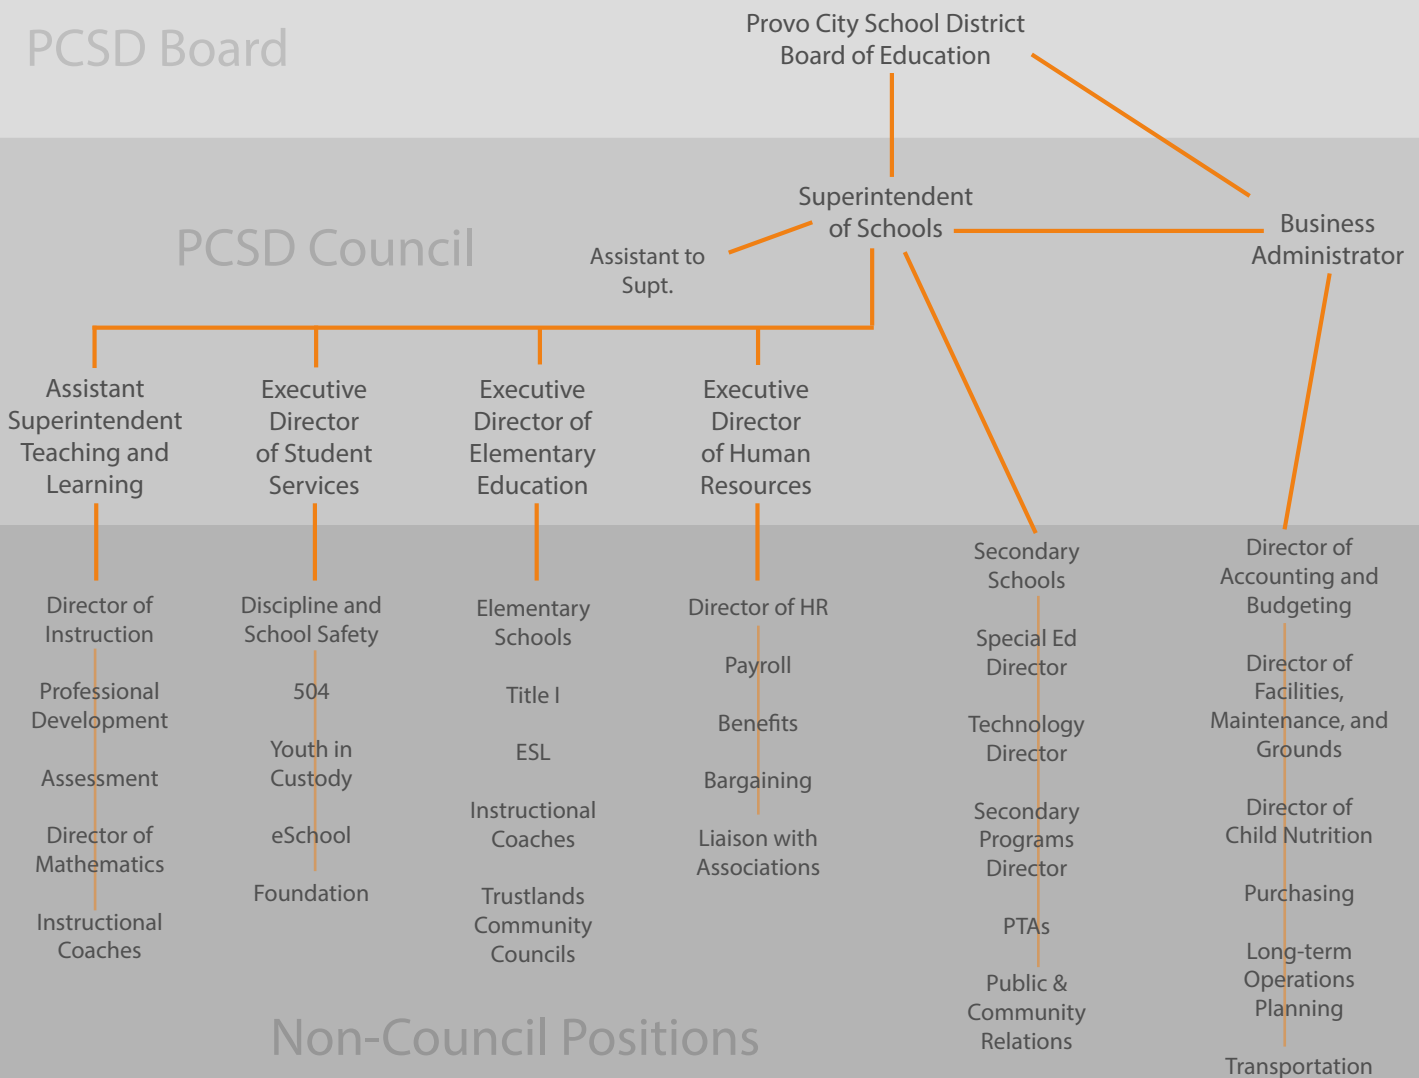 PCSD Board
Provo City School District
Board of Education
PCSD Council
Superintendent
of Schools
Assistant to
Supt.
Business
Administrator
Assistant
Superintendent
Teaching and
Learning
Executive
Director
of Student
Services
Executive
Director of
Elementary
Education
Executive
Director
of Human
Resources
Director of
Instruction
Professional
Development
Assessment
Director of
Mathematics
Instructional
Coaches
Discipline and
School Safety
504
Youth in
Custody
eSchool
Foundation
Elementary
Schools
Title I
ESL
Instructional
Coaches
Trustlands
Community
Councils
Director of HR
Payroll
Benefits
Bargaining
Liaison with
Associations
Secondary
Schools
Special Ed
Director
Technology
Director
Secondary
Programs
Director
PTAs
Public &
Community
Relations
Director of
Accounting and
Budgeting
Director of
Facilities,
Maintenance, and
Grounds
Director of
Child Nutrition
Purchasing
Long-term
Operations
Planning
Transportation
Non-Council Positions